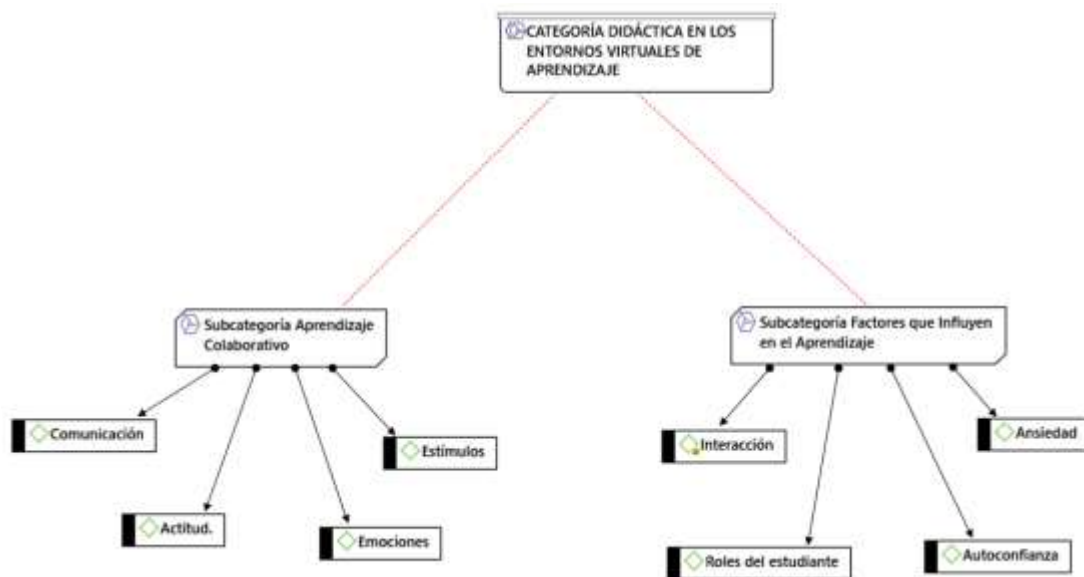 CATEGORÍA DIDÁCTICA EN LOS
ENTORNOS VIRTUALES DE
APRENDIZAJE
Subcategoría Aprendizaje
Colaborativo
Subcategoría Factores que Influyen
en el Aprendizaje
Comunicación
Estímulos
Actitud.
Emociones
Interacción
Ansiedad
Roles del estudiante
Autoconfianza